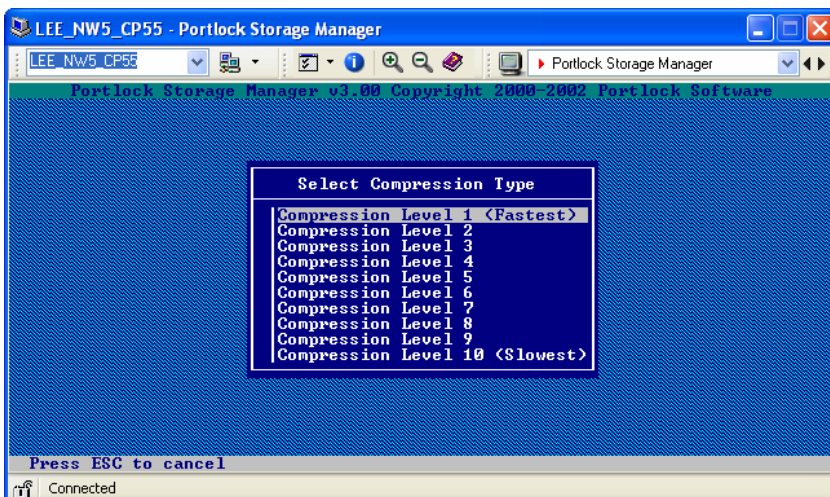 LEE_NW5_CP55 - Portlock Storage Manager
LEE_NW5_CP55 Portlock Storage Manager
Portlock Storage Manager v3.00 Copyright 2000-2002 Portlock Software
Select Compression Type
Compression Level 1 (Fastest)
Compression Level 2
Compression Level 3
Compression Level 4
Compression Level 5
Compression Level 6
Compression Level 7
Compression Level 8
Compression Level 9
Compression Level 10 (Slowest)
Press ESC to cancel
Connected